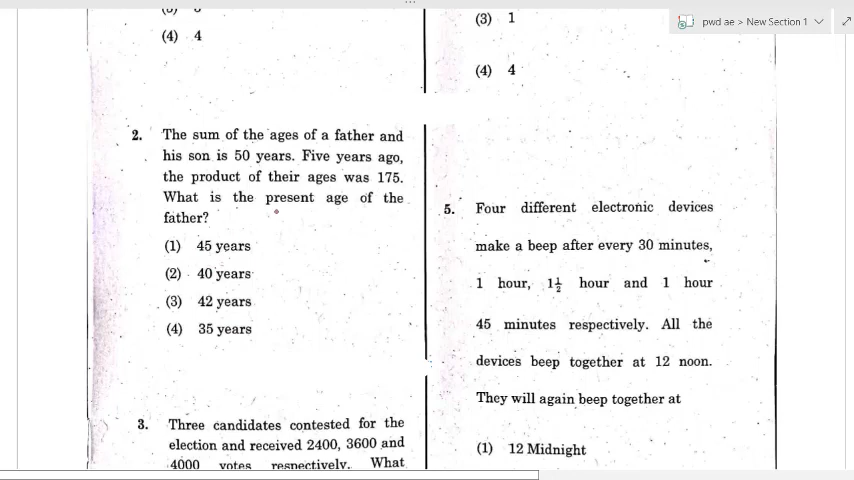 (4) 4
2. The sum of the ages of a father and
his son is 50 years. Five years ago,
the product of their ages was 175.
What is the present age of the
father?
(1) 45 years
(2) 40 years
(3) 42 years
(4) 35 years
3. Three candidates contested for the
election and received 2400, 3600 and
4000 votes respectively. What
(3) 1
(4) 4
5. Four different electronic devices
make a beep after every 30 minutes,
1 hour, 1½ hour and 1 hour
45 minutes respectively. All the
devices beep together at 12 noon.
They will again beep together at
(1) 12 Midnight
pwd ae > New Section 1